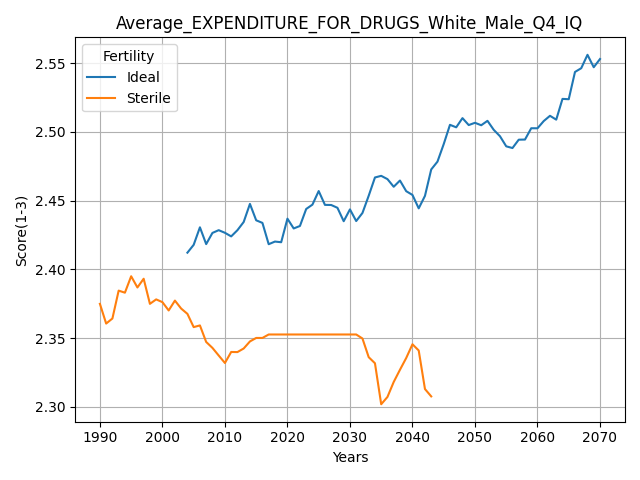 Average_EXPENDITURE_FOR_DRUGS_White_Male_Q4_IQ
Fertility
Ideal
Sterile
Score(1-3)
2.55
2.50
2.45
2.40
2.35
2.30
1990 2000 2010 2020 2030 2040 2050 2060 2070
Years